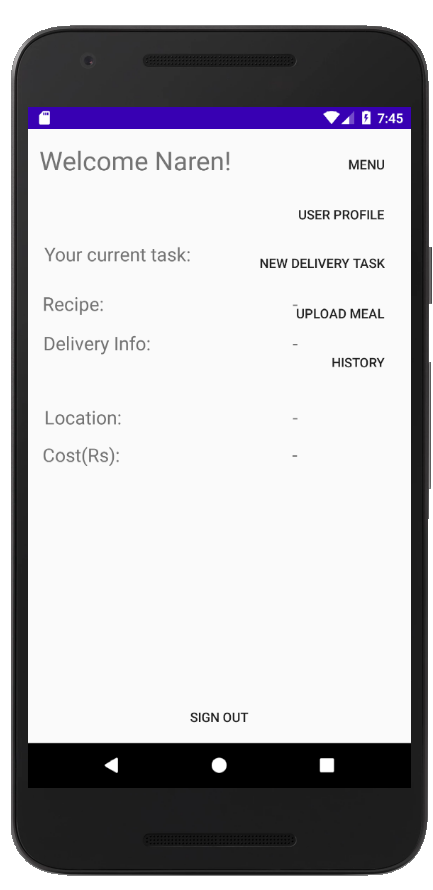 7:45
Welcome Naren!
MENU
USER PROFILE
Your current task:
NEW DELIVERY TASK
Recipe: -
UPLOAD MEAL
Delivery Info: -
HISTORY
Location: -
Cost(Rs): -
SIGN OUT